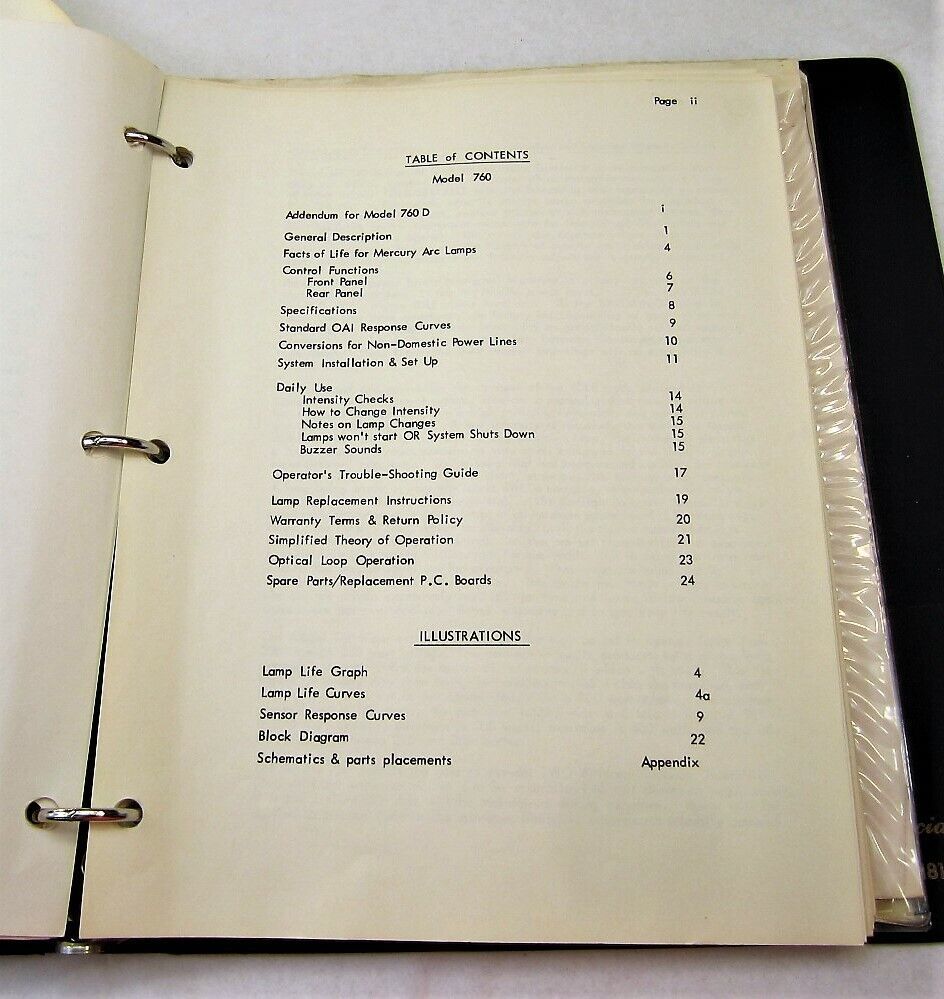 Page ii
TABLE of CONTENTS
Model 760
Addendum for Model 760 D i
General Description 1
Facts of Life for Mercury Arc Lamps 4
Control Functions
Front Panel 6
Rear Panel 7
Specifications 8
Standard OAI Response Curves 9
Conversions for Non-Domestic Power Lines 10
System Installation & Set Up 11
Daily Use
Intensity Checks 14
How to Change Intensity 14
Notes on Lamp Changes 15
Lamps won't start OR System Shuts Down 15
Buzzer Sounds 15
Operator's Trouble-Shooting Guide 17
Lamp Replacement Instructions 19
Warranty Terms & Return Policy 20
Simplified Theory of Operation 21
Optical Loop Operation 23
Spare Parts/Replacement P.C. Boards 24
ILLUSTRATIONS
Lamp Life Graph 4
Lamp Life Curves 4a
Sensor Response Curves 9
Block Diagram 22
Schematics & parts placements Appendix